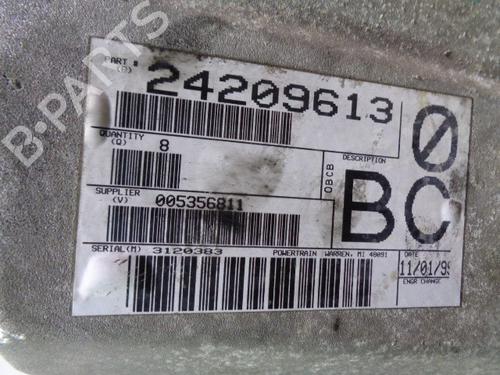 B-PARTS
PART #
(P)
24209613
0
QUANTITY
(Q)
8
OBCB
DESCRIPTION
BC
SUPPLIER
(V)
005356811
SERIAL(M)
3120383
POWERTRAIN WARREN, MI 48091
DATE
11/01/99
ENGR CHANGE